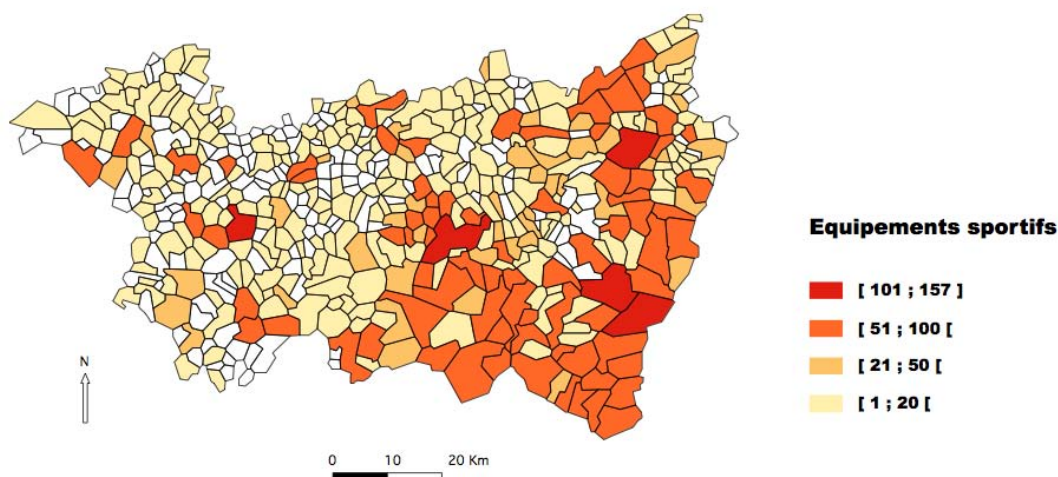 Equipements sportifs
[ 101 ; 157 ]
[ 51 ; 100 [
[ 21 ; 50 [
[ 1 ; 20 [
N
0 10 20 Km